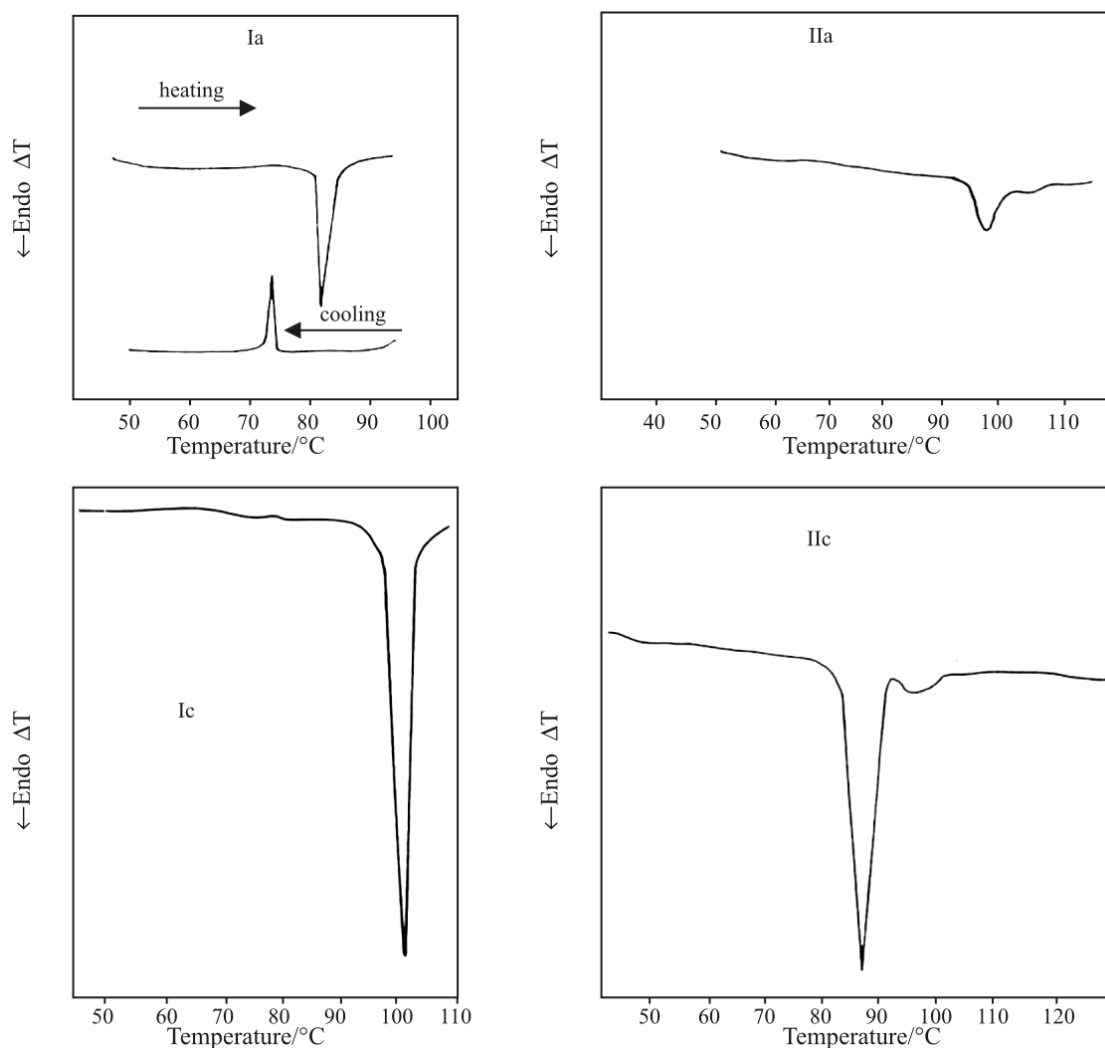 Ia
heating
cooling
←Endo ΔT
50 60 70 80 90 100
Temperature/°C
IIa
←Endo ΔT
40 50 60 70 80 90 100 110
Temperature/°C
Ic
←Endo ΔT
50 60 70 80 90 100 110
Temperature/°C
IIc
←Endo ΔT
50 60 70 80 90 100 110 120
Temperature/°C